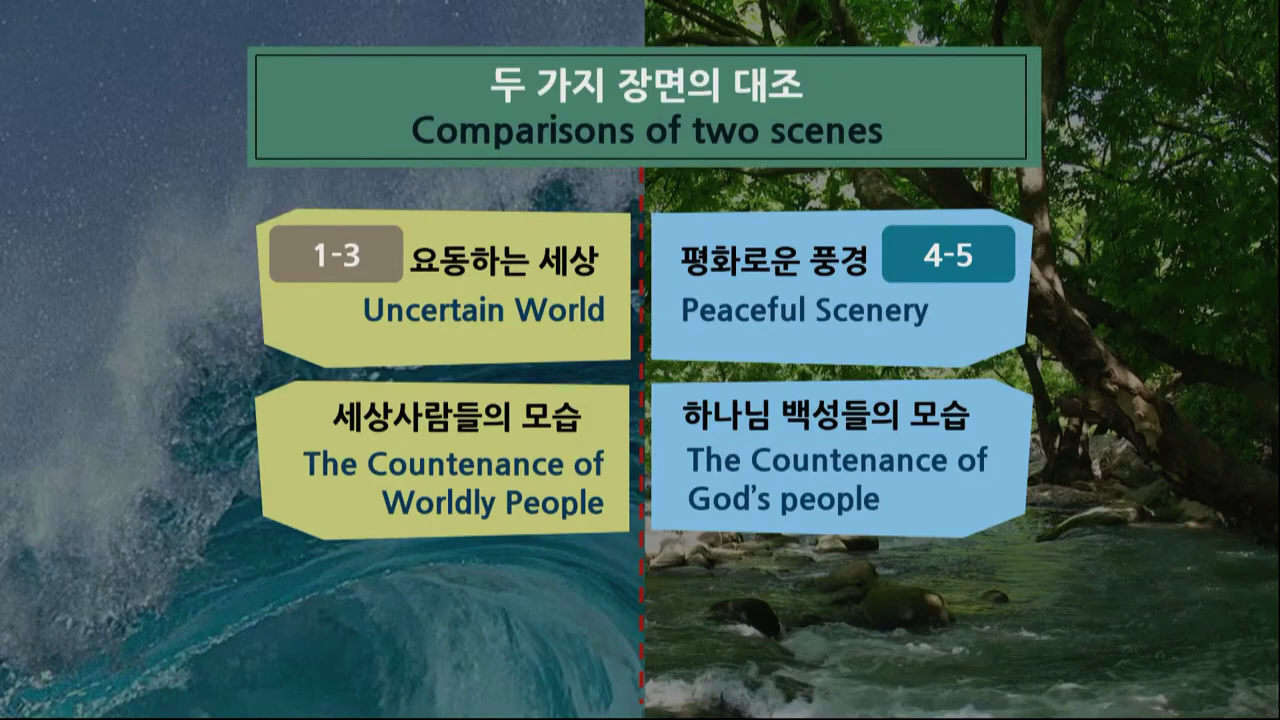 두 가지 장면의 대조
Comparisons of two scenes
1-3 요동하는 세상
Uncertain World
세상사람들의 모습
The Countenance of
Worldly People
평화로운 풍경 4-5
Peaceful Scenery
하나님 백성들의 모습
The Countenance of
God's people